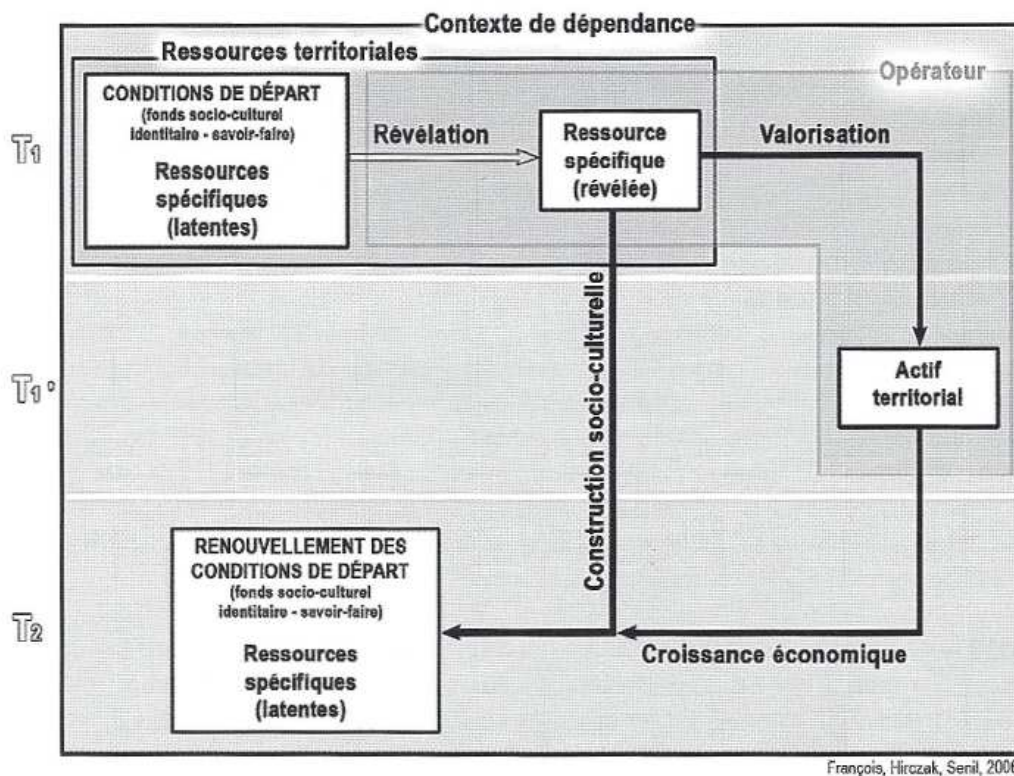 Contexte de dépendance
Ressources territoriales
Opérateur
T1
CONDITIONS DE DÉPART
(fonds socio-culturel
identitaire - savoir-faire)
Ressources
spécifiques
(latentes)
Révélation
Ressource
spécifique
(révélée)
Valorisation
Construction socio-culturelle
T1'
Actif
territorial
T2
RENOUVELLEMENT DES
CONDITIONS DE DÉPART
(fonds socio-culturel
identitaire - savoir-faire)
Ressources
spécifiques
(latentes)
Croissance économique
François, Hirczak, Senil, 2006